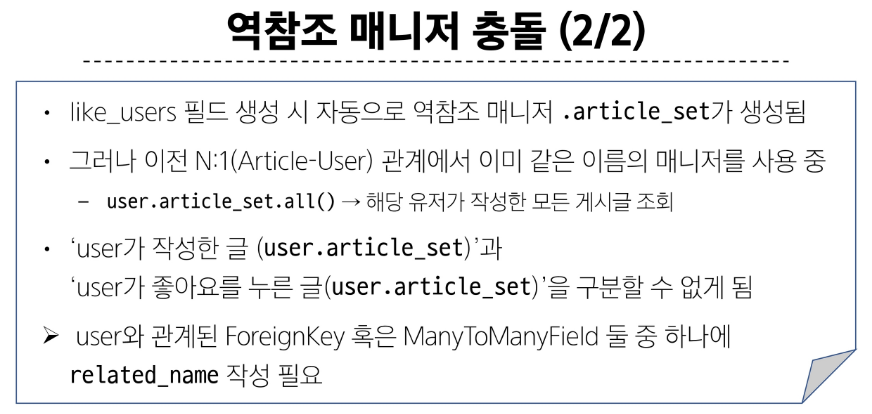 역참조 매니저 충돌 (2/2)
• like_users 필드 생성 시 자동으로 역참조 매니저 .article_set가 생성됨
• 그러나 이전 N:1(Article-User) 관계에서 이미 같은 이름의 매니저를 사용 중
– user.article_set.all() → 해당 유저가 작성한 모든 게시글 조회
• ‘user가 작성한 글 (user.article_set)’과
‘user가 좋아요를 누른 글(user.article_set)’을 구분할 수 없게 됨
➢ user와 관계된 ForeignKey 혹은 ManyToManyField 둘 중 하나에
related_name 작성 필요